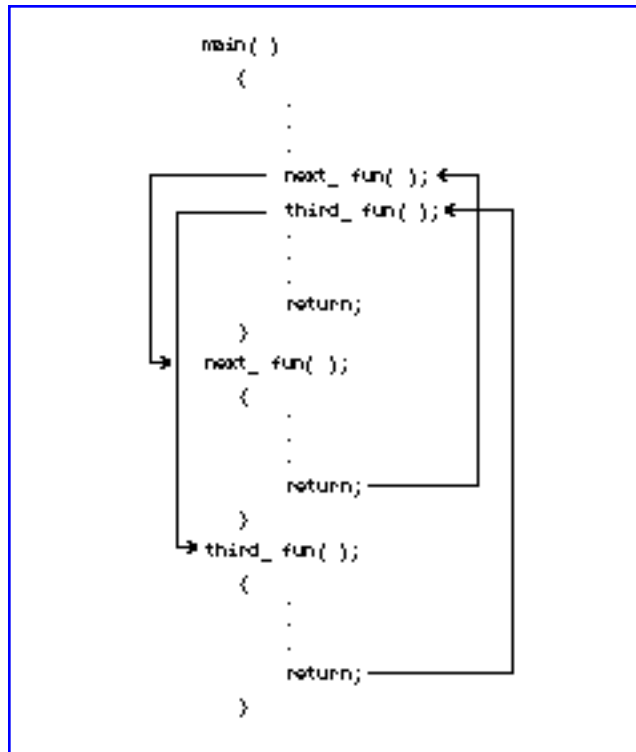 main( )
{
.
.
.
next_ fun( );
third_ fun( );
.
.
.
return;
}
next_ fun( );
{
.
.
.
return;
}
third_ fun( );
{
.
.
.
return;
}